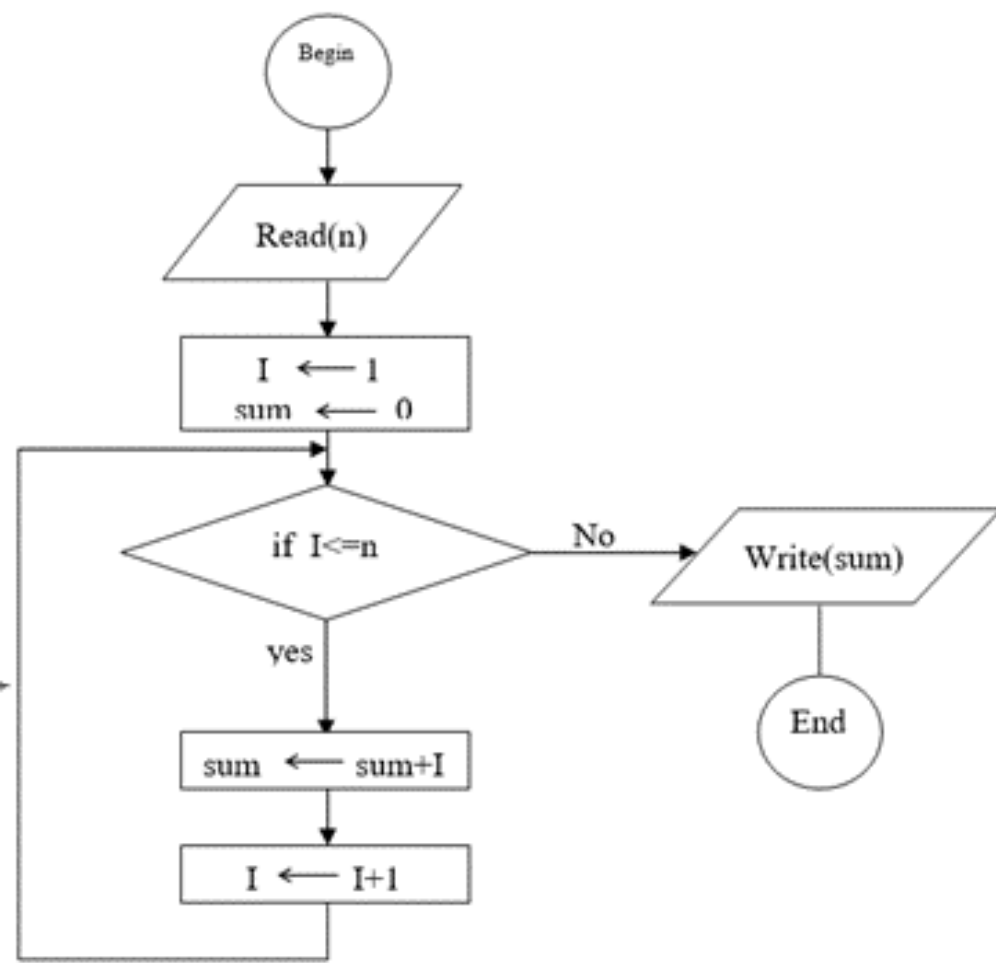 Begin
Read(n)
I ← 1
sum ← 0
if I<=n
No
Write(sum)
yes
End
sum ← sum+I
I ← I+1